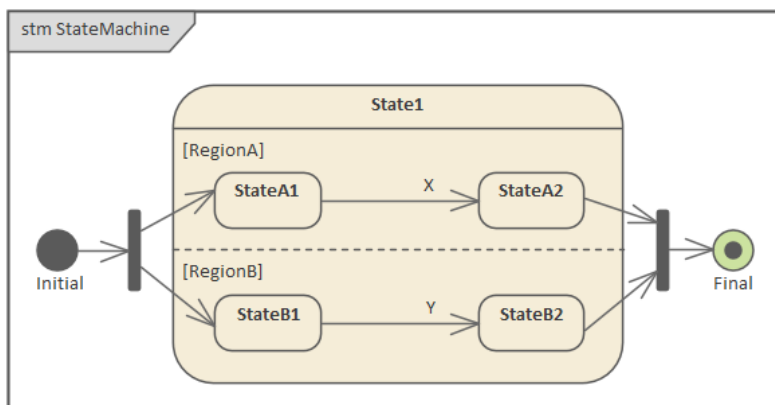 stm StateMachine
State1
[RegionA]
StateA1
X
StateA2
Initial
[RegionB]
StateB1
Y
StateB2
Final